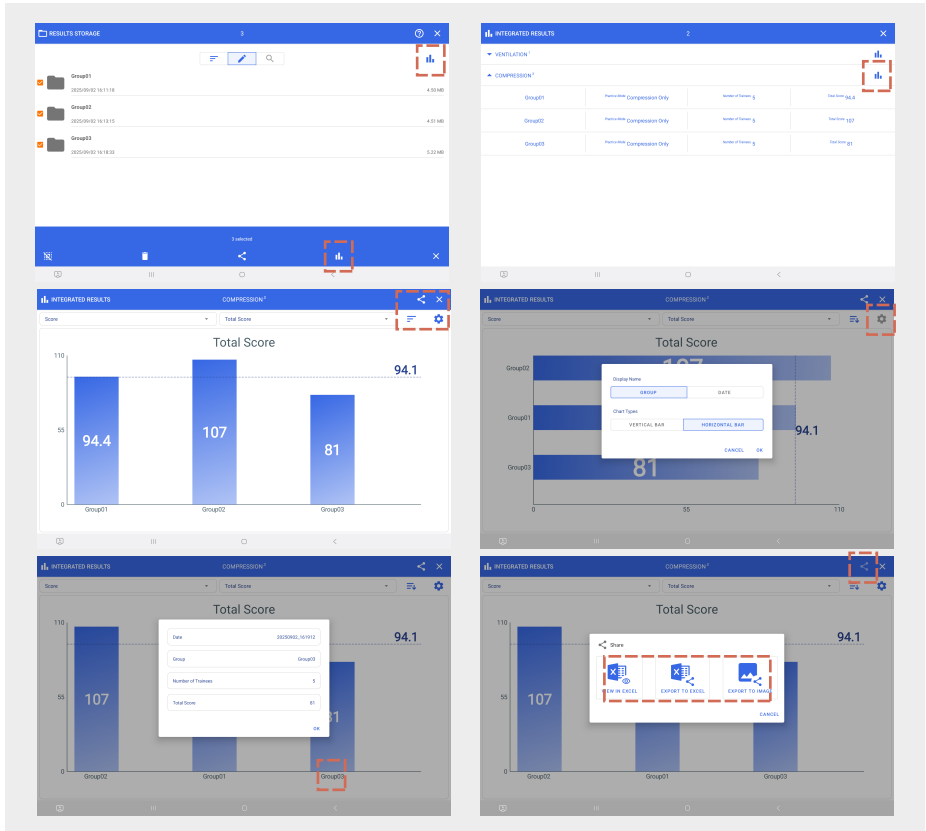 RESULTS STORAGE 3
Group01
2025/09/02 16:11:18 4.50 MB
Group02
2025/09/02 16:13:15 4.51 MB
Group03
2025/09/02 16:18:33 5.22 MB
3 selected
INTEGRATED RESULTS 2
VENTILATION
COMPRESSION
Group01 Practice Mode Compression Only Number of Trainees 5 Total Score 94.4
Group02 Practice Mode Compression Only Number of Trainees 5 Total Score 107
Group03 Practice Mode Compression Only Number of Trainees 5 Total Score 81
INTEGRATED RESULTS COMPRESSION
Score Total Score
Total Score
110
94.1
55
94.4
107
81
0
Group01 Group02 Group03
INTEGRATED RESULTS COMPRESSION
Score Total Score
Total Score
Group02 107
Display Name
GROUP DATE
Chart Types
Group01
VERTICAL BAR HORIZONTAL BAR
94.1
CANCEL OK
Group03 81
0 55 110
INTEGRATED RESULTS COMPRESSION
Score Total Score
Total Score
110
Date 20250902_161912
94.1
Group Group03
Number of Trainees 5
55
107
Total Score 81
81
OK
0
Group02 Group01 Group03
INTEGRATED RESULTS COMPRESSION
Score Total Score
Total Score
110
94.1
Share
55
107
VIEW IN EXCEL EXPORT TO EXCEL EXPORT TO IMAGE
CANCEL
0
Group02 Group01 Group03